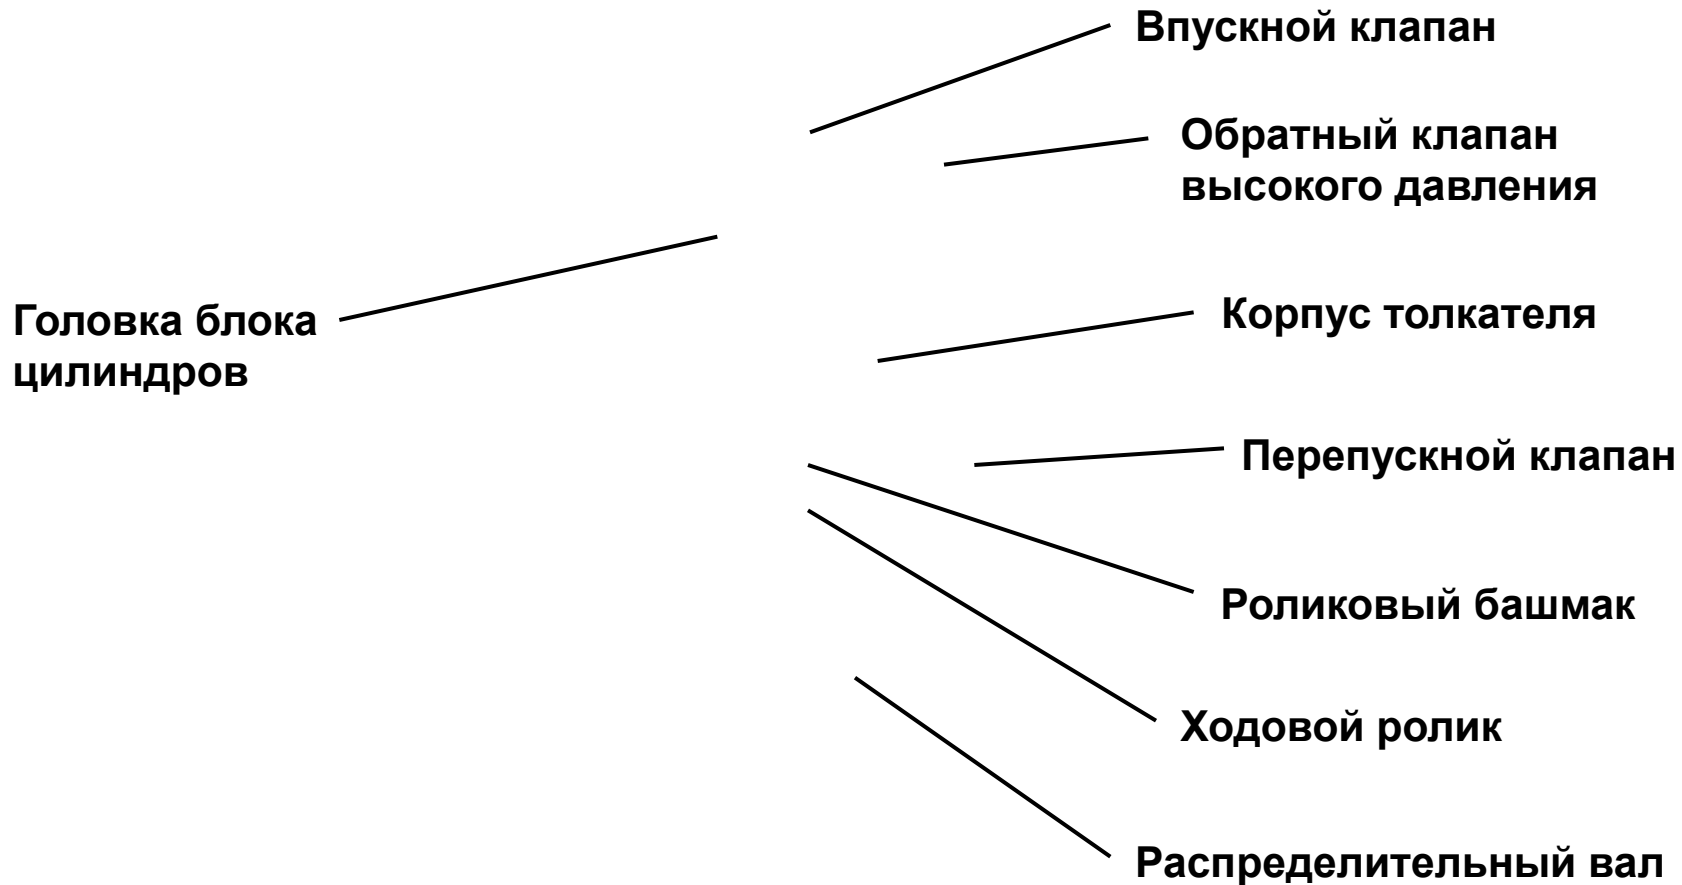 Впускной клапан
Обратный клапан
высокого давления
Головка блока
цилиндров
Корпус толкателя
Перепускной клапан
Роликовый башмак
Ходовой ролик
Распределительный вал